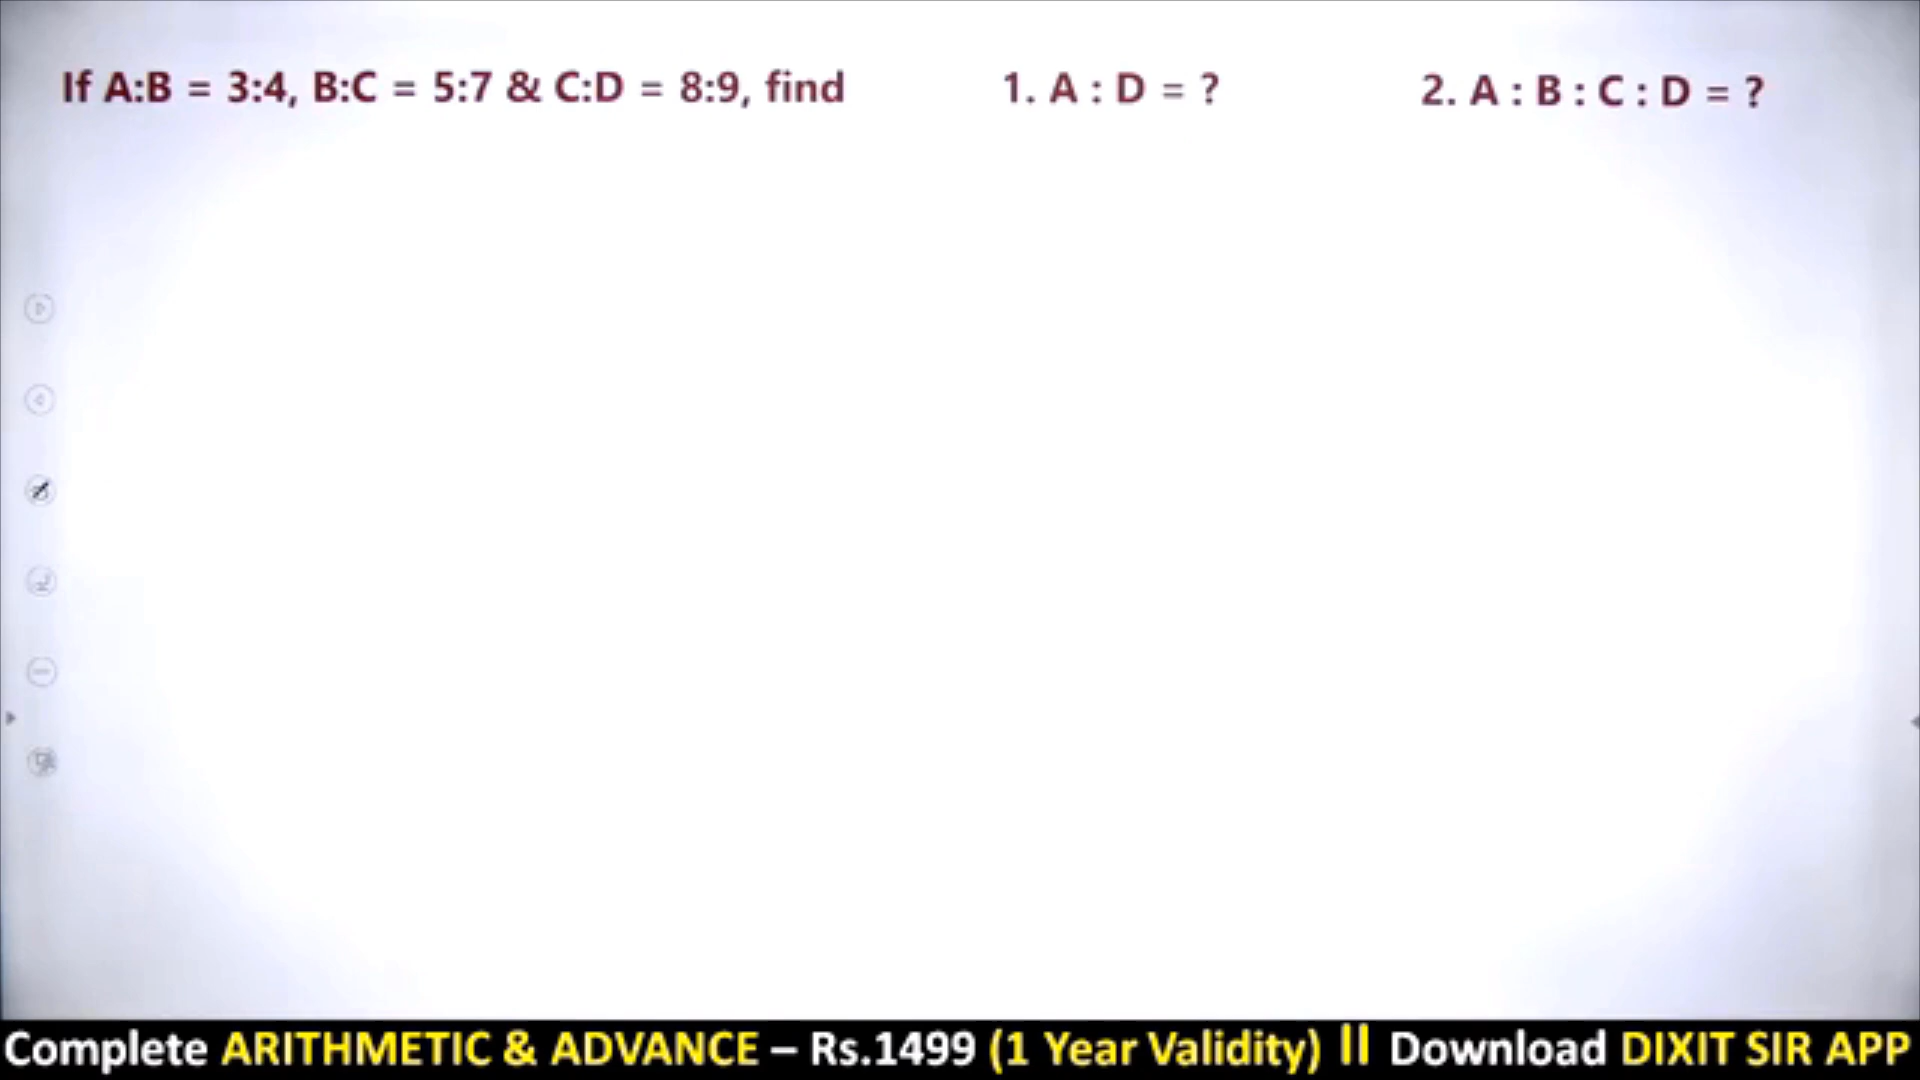 If A:B = 3:4, B:C = 5:7 & C:D = 8:9, find 1. A : D = ? 2. A : B : C : D = ?
Complete ARITHMETIC & ADVANCE – Rs.1499 (1 Year Validity) || Download DIXIT SIR APP